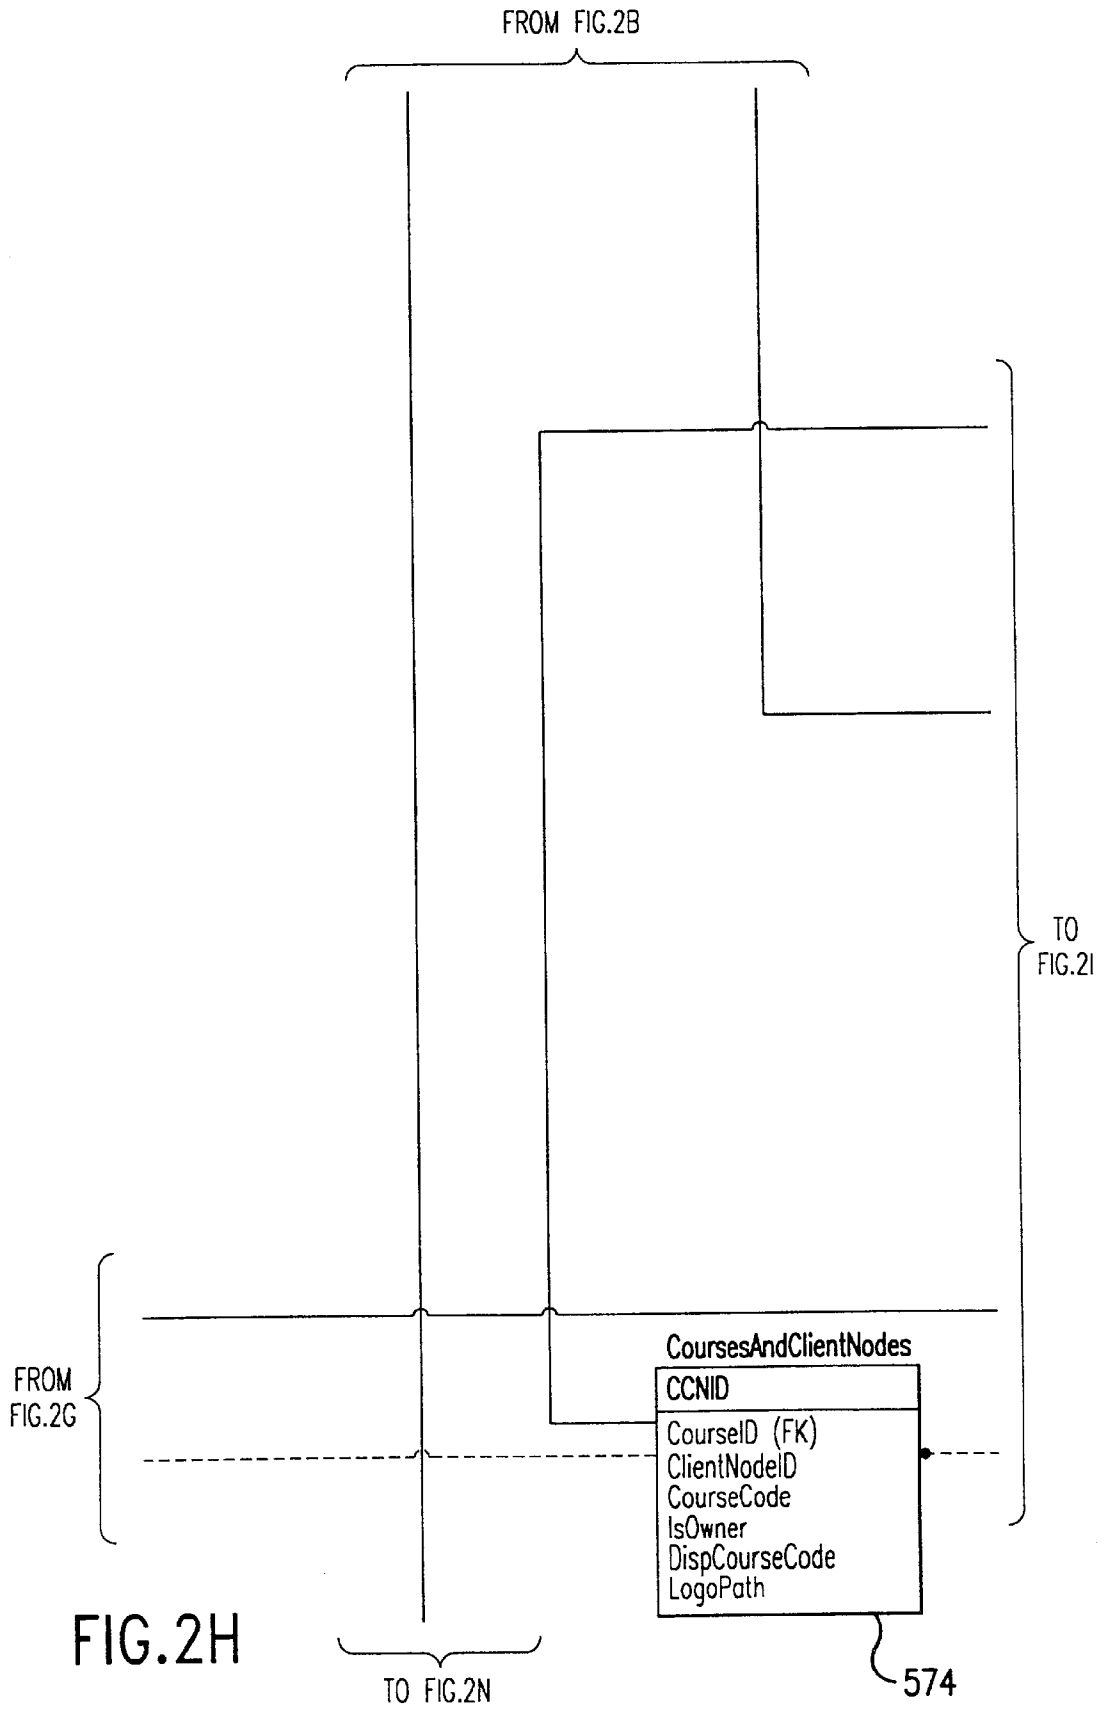 FROM FIG.2B
TO
FIG.2I
FROM
FIG.2G
CoursesAndClientNodes
CCNID
CourseID (FK)
ClientNodeID
CourseCode
IsOwner
DispCourseCode
LogoPath
574
FIG.2H
TO FIG.2N